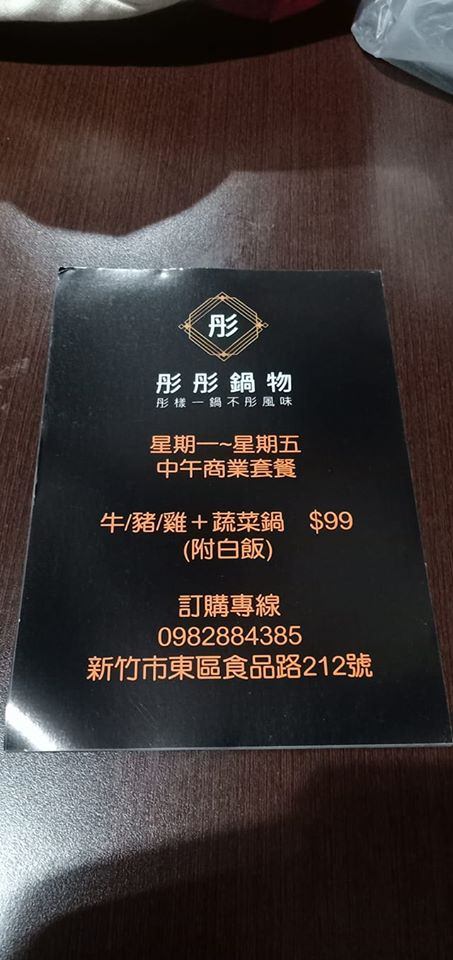 彤
彤彤鍋物
彤樣一鍋不彤風味
星期一~星期五
中午商業套餐
牛/豬/雞＋蔬菜鍋 $99
(附白飯)
訂購專線
0982884385
新竹市東區食品路212號